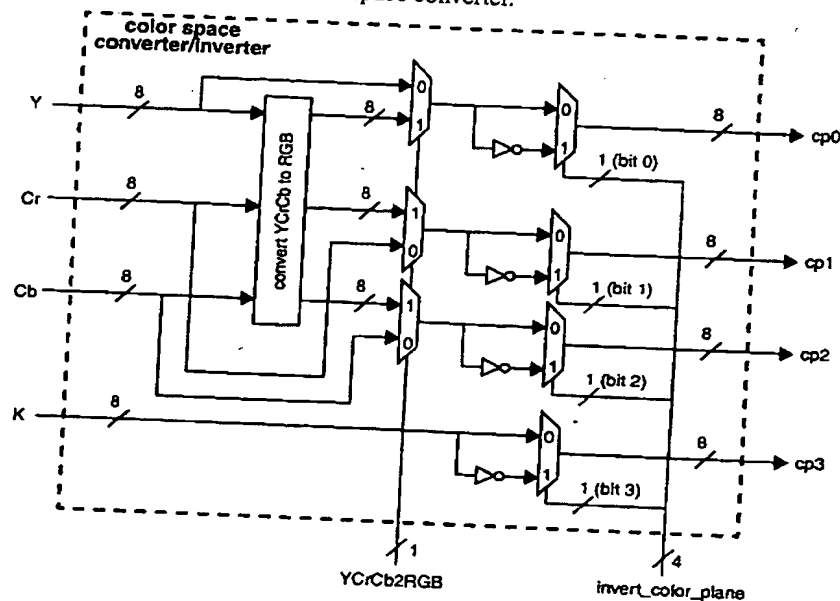 converter.
color space
converter/inverter
Y
8
8
0
1
0
1
8
cp0
1 (bit 0)
convert YCrCb to RGB
Cr
8
8
1
0
0
1
8
cp1
1 (bit 1)
Cb
8
8
1
0
0
1
8
cp2
1 (bit 2)
K
8
0
1
8
cp3
1 (bit 3)
1
YCrCb2RGB
4
invert_color_plane